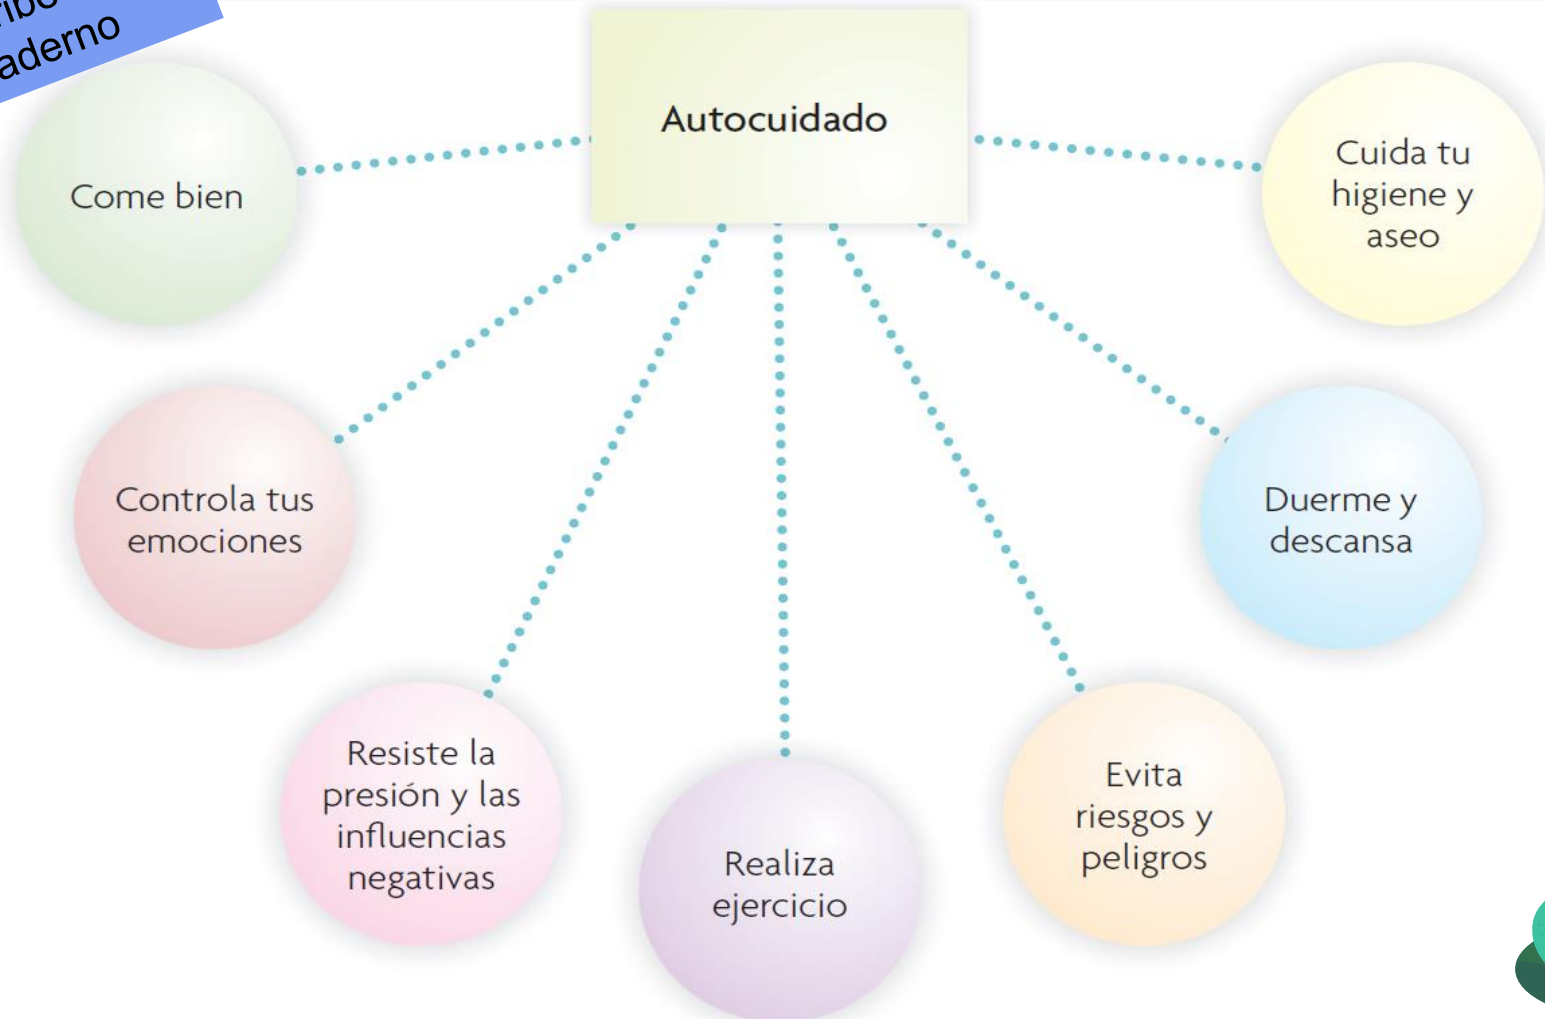 Autocuidado
Come bien
Controla tus
emociones
Resiste la
presión y las
influencias
negativas
Realiza
ejercicio
Evita
riesgos y
peligros
Duerme y
descansa
Cuida tu
higiene y
aseo